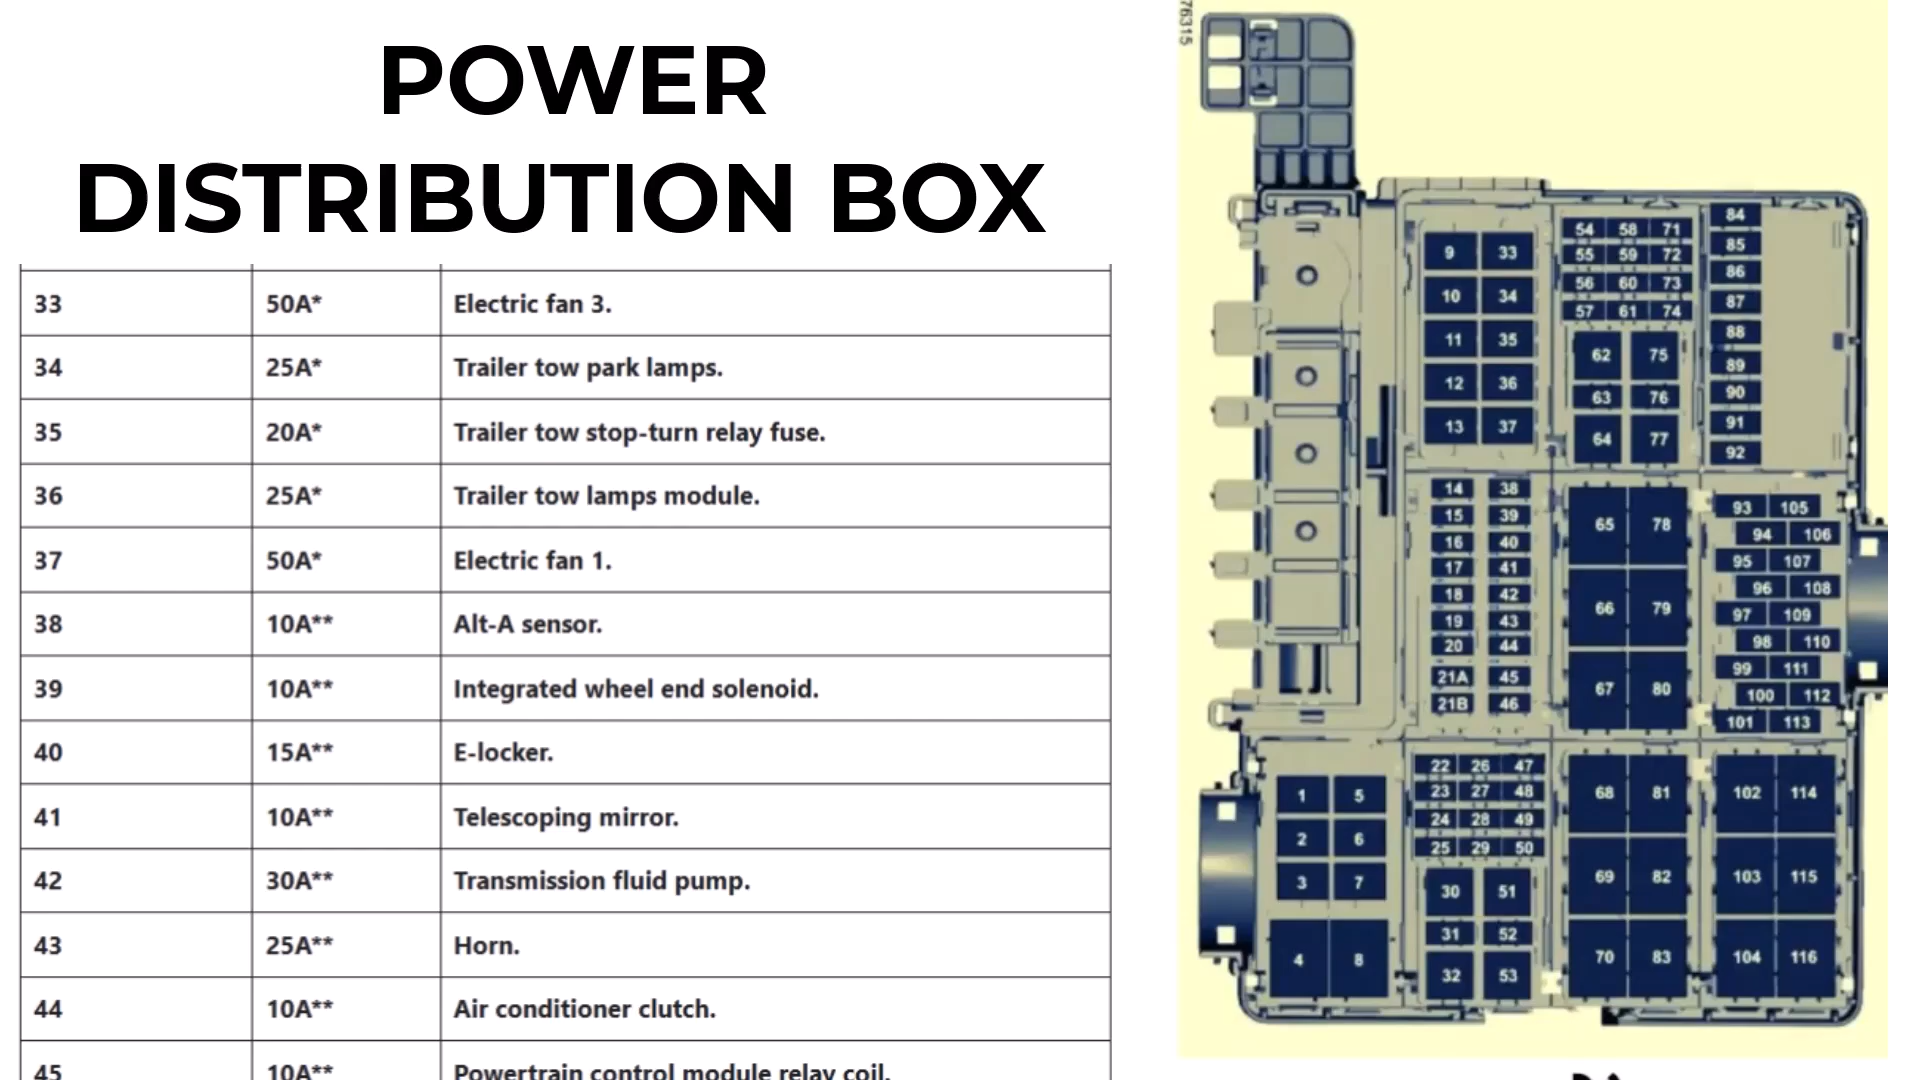 POWER
DISTRIBUTION BOX
33 50A* Electric fan 3.
34 25A* Trailer tow park lamps.
35 20A* Trailer tow stop-turn relay fuse.
36 25A* Trailer tow lamps module.
37 50A* Electric fan 1.
38 10A** Alt-A sensor.
39 10A** Integrated wheel end solenoid.
40 15A** E-locker.
41 10A** Telescoping mirror.
42 30A** Transmission fluid pump.
43 25A** Horn.
44 10A** Air conditioner clutch.
45 10A** Powertrain control module relay coil.
76315
84
54 58 71
85
9 33
55 59 72
86
56 60 73
10 34
87
57 61 74
88
11 35
62 75
89
12 36
90
63 76
91
13 37
64 77
92
14 38
93 105
15 39
65 78
94 106
16 40
95 107
17 41
96 108
18 42
66 79
97 109
19 43
98 110
20 44
99 111
21A 45
67 80
100 112
21B 46
101 113
22 26 47
1 5
23 27 48
68 81
102 114
24 28 49
2 6
25 29 50
3 7
30 51
69 82
103 115
31 52
4 8
70 83
104 116
32 53